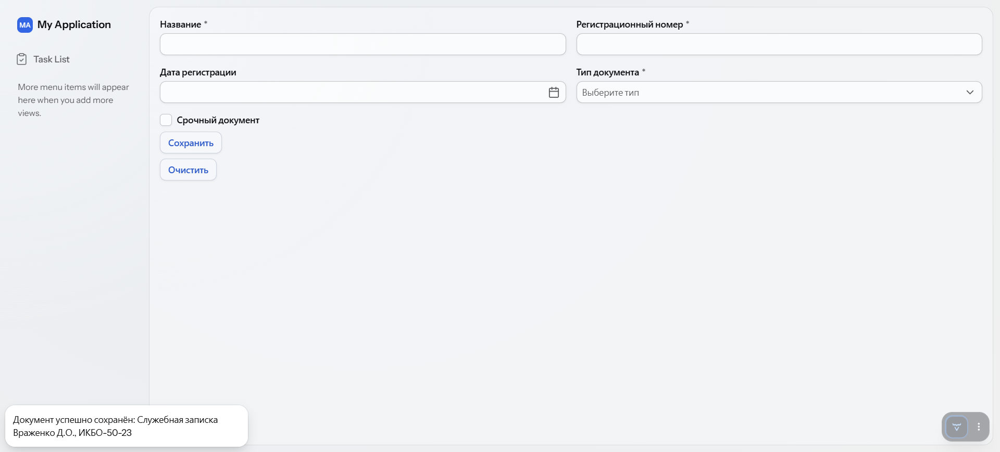 MA My Application
Task List
More menu items will appear
here when you add more
views.
Название *
Регистрационный номер *
Дата регистрации
Тип документа *
Выберите тип
Срочный документ
Сохранить
Очистить
Документ успешно сохранён: Служебная записка
Враженко Д.О., ИКБО-50-23